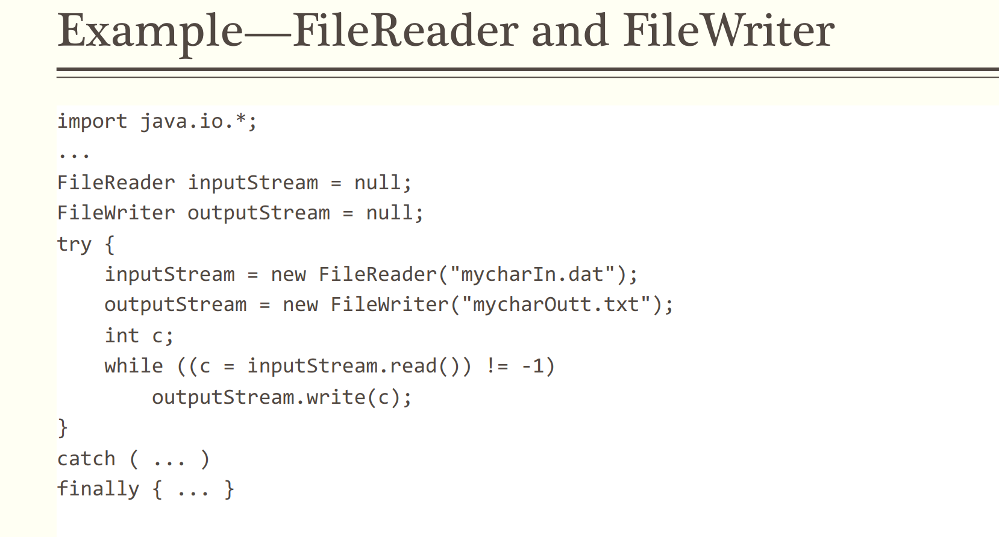 Example—FileReader and FileWriter
import java.io.*;
...
FileReader inputStream = null;
FileWriter outputStream = null;
try {
    inputStream = new FileReader("mycharIn.dat");
    outputStream = new FileWriter("mycharOutt.txt");
    int c;
    while ((c = inputStream.read()) != -1)
        outputStream.write(c);
}
catch ( ... )
finally { ... }